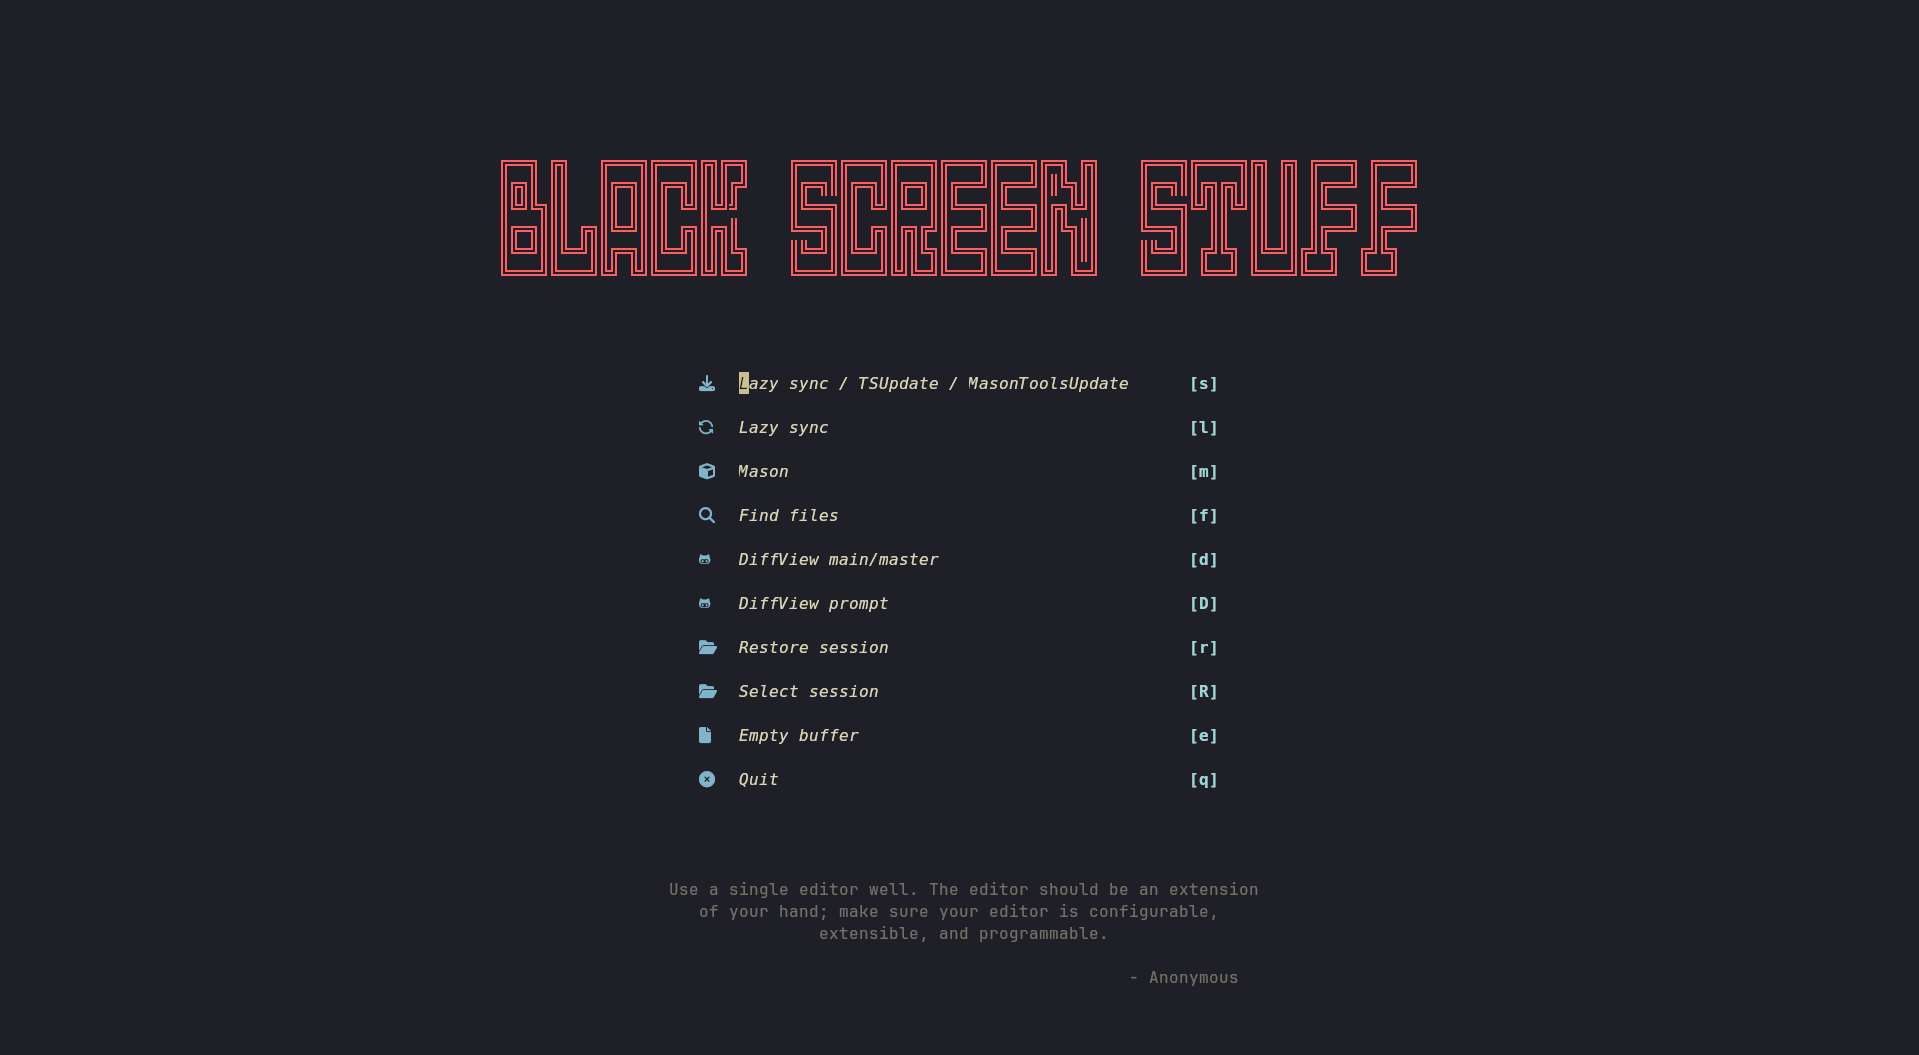 BLACK SCREEN STUFF
Lazy sync / TSUpdate / MasonToolsUpdate [s]
Lazy sync [l]
Mason [m]
Find files [f]
DiffView main/master [d]
DiffView prompt [D]
Restore session [r]
Select session [R]
Empty buffer [e]
Quit [q]
Use a single editor well. The editor should be an extension
of your hand; make sure your editor is configurable,
extensible, and programmable.
- Anonymous